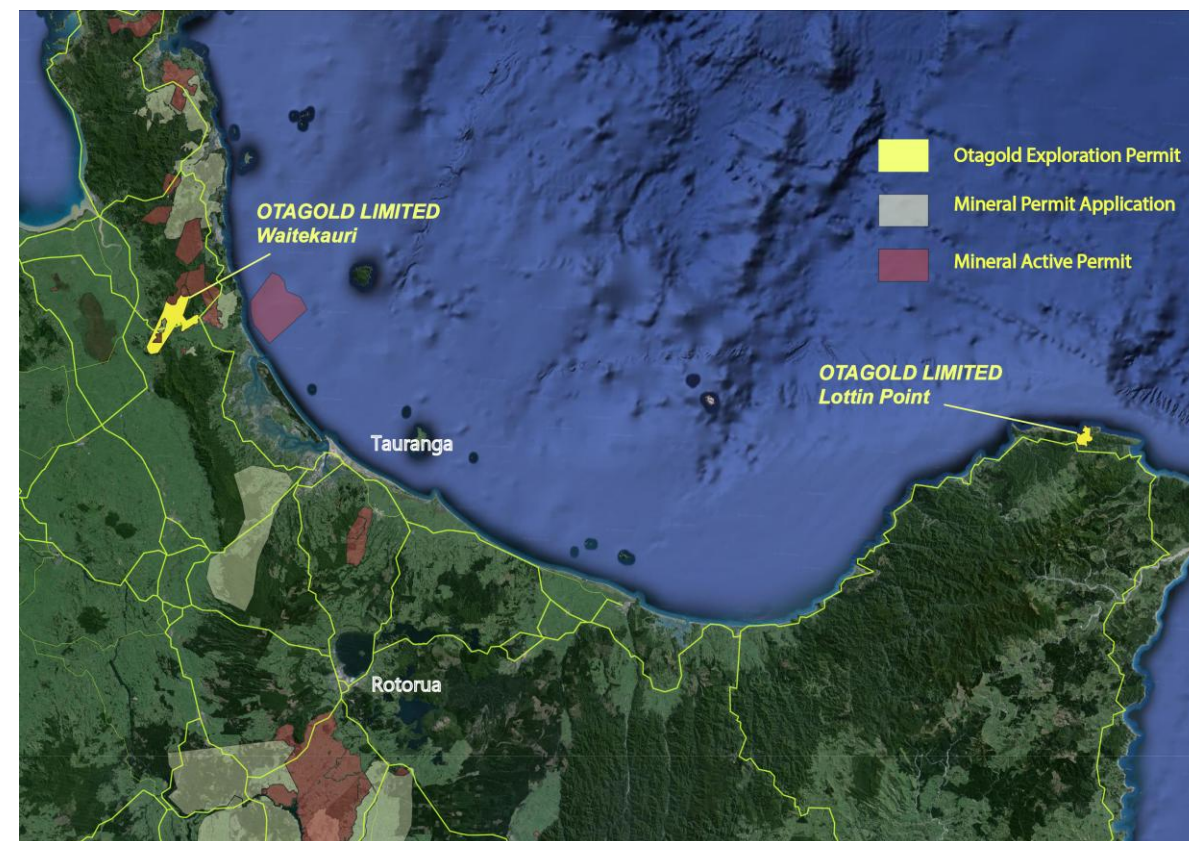 OTAGOLD LIMITED
Waitekauri
Otagold Exploration Permit
Mineral Permit Application
Mineral Active Permit
OTAGOLD LIMITED
Lottin Point
Tauranga
Rotorua